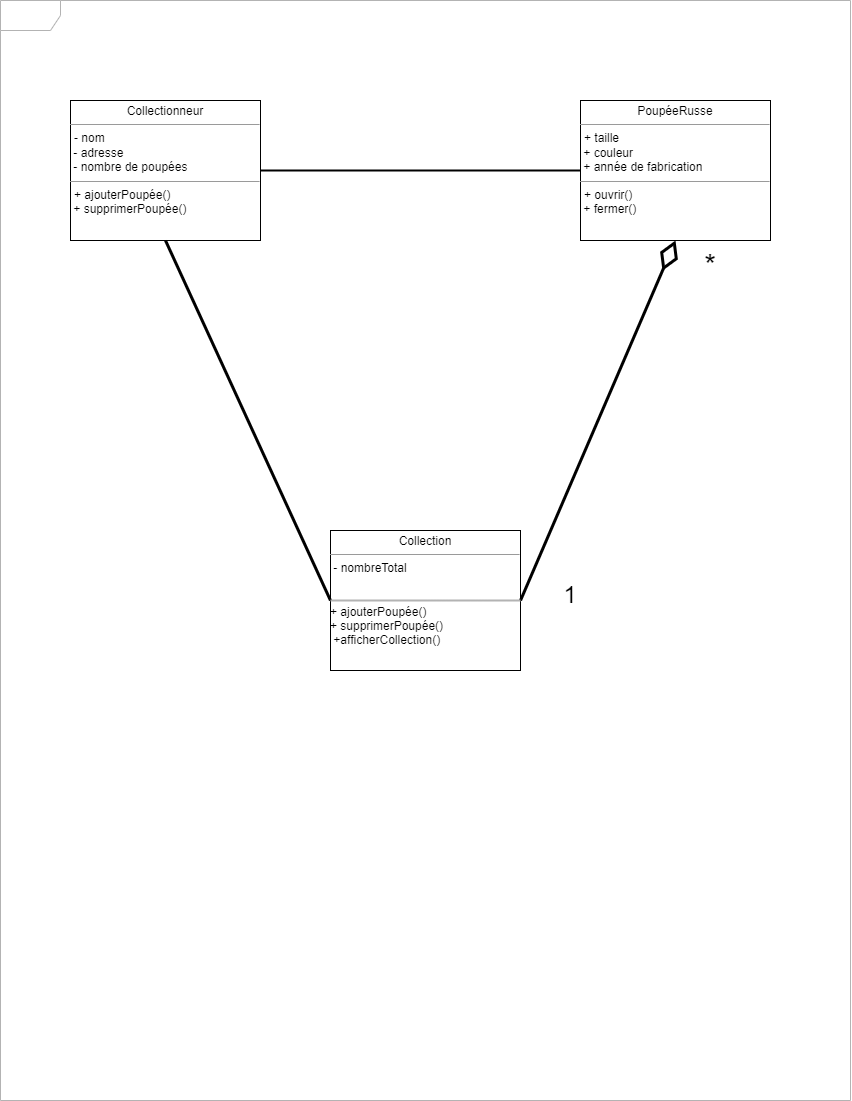 Collectionneur
- nom
- adresse
- nombre de poupées
+ ajouterPoupée()
+ supprimerPoupée()
PoupéeRusse
+ taille
+ couleur
+ année de fabrication
+ ouvrir()
+ fermer()
*
Collection
- nombreTotal
1
+ ajouterPoupée()
+ supprimerPoupée()
+afficherCollection()